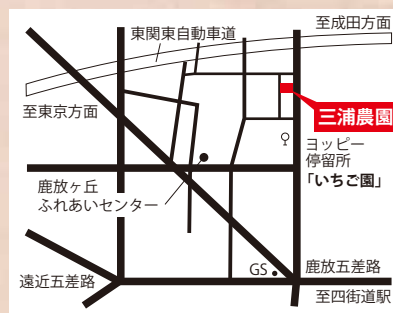 至成田方面
東関東自動車道
至東京方面
三浦農園
ヨッピー
停留所
「いちご園」
鹿放ヶ丘
ふれあいセンター
GS
鹿放五差路
遠近五差路
至四街道駅